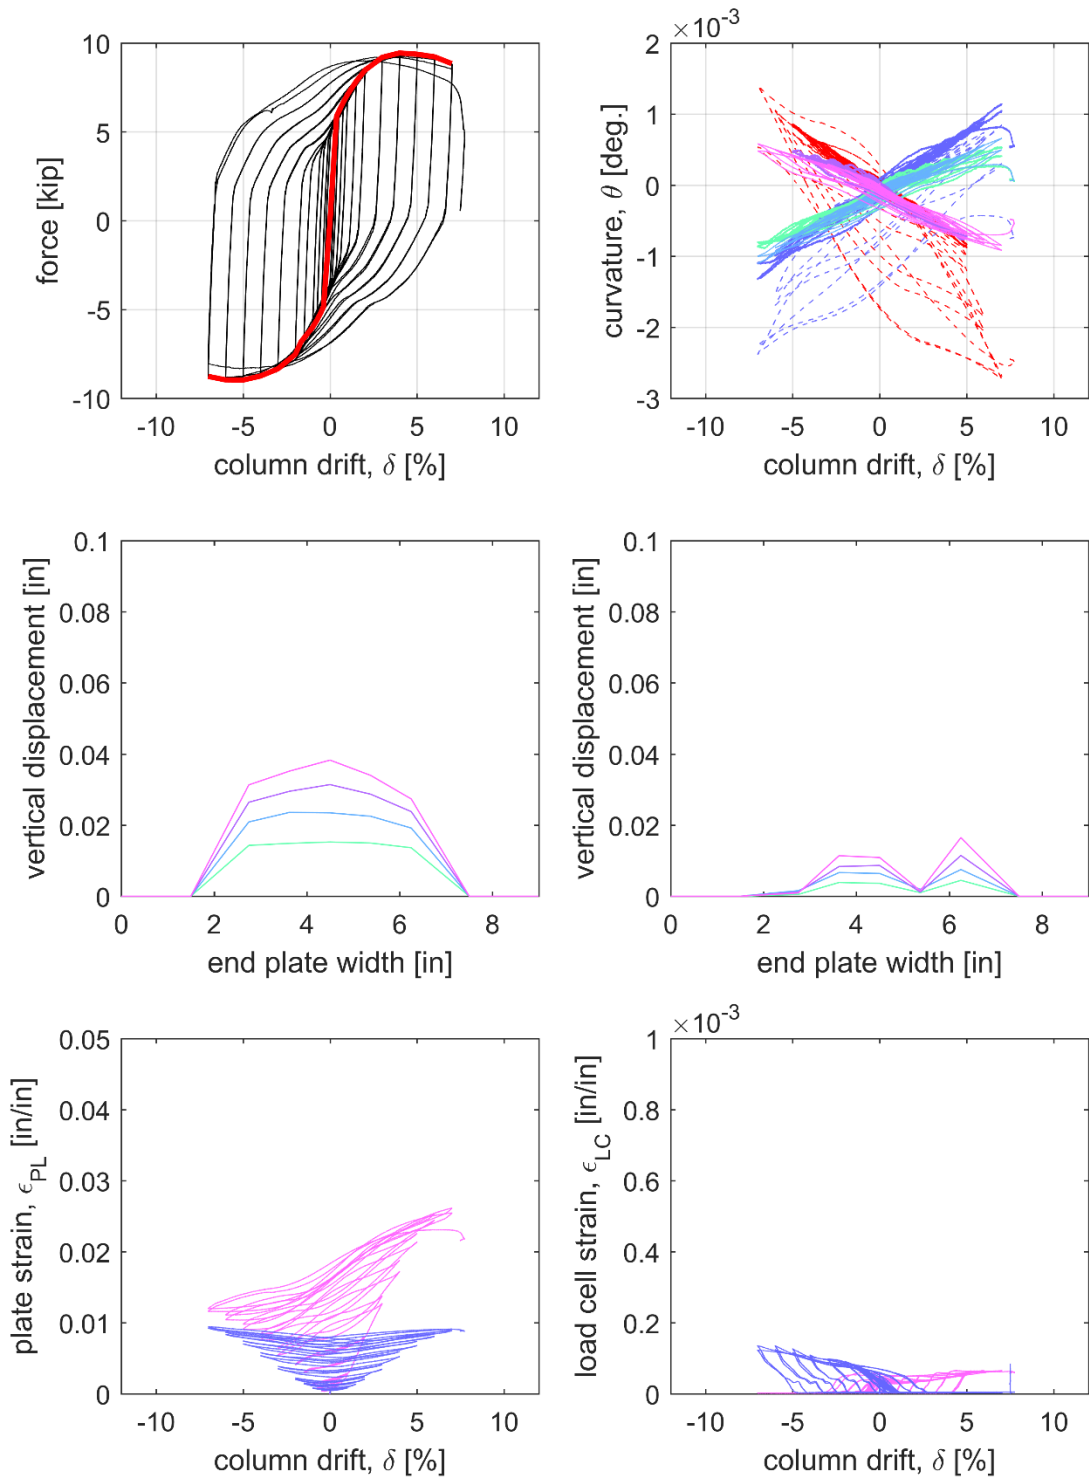 10
5
0
-5
-10
force [kip]
-10 -5 0 5 10
column drift, δ [%]
×10⁻³
2
1
0
-1
-2
-3
curvature, θ [deg.]
-10 -5 0 5 10
column drift, δ [%]
0.1
0.08
0.06
0.04
0.02
0
vertical displacement [in]
0 2 4 6 8
end plate width [in]
0.1
0.08
0.06
0.04
0.02
0
vertical displacement [in]
0 2 4 6 8
end plate width [in]
0.05
0.04
0.03
0.02
0.01
0
plate strain, ϵPL [in/in]
-10 -5 0 5 10
column drift, δ [%]
×10⁻³
1
0.8
0.6
0.4
0.2
0
load cell strain, ϵLC [in/in]
-10 -5 0 5 10
column drift, δ [%]